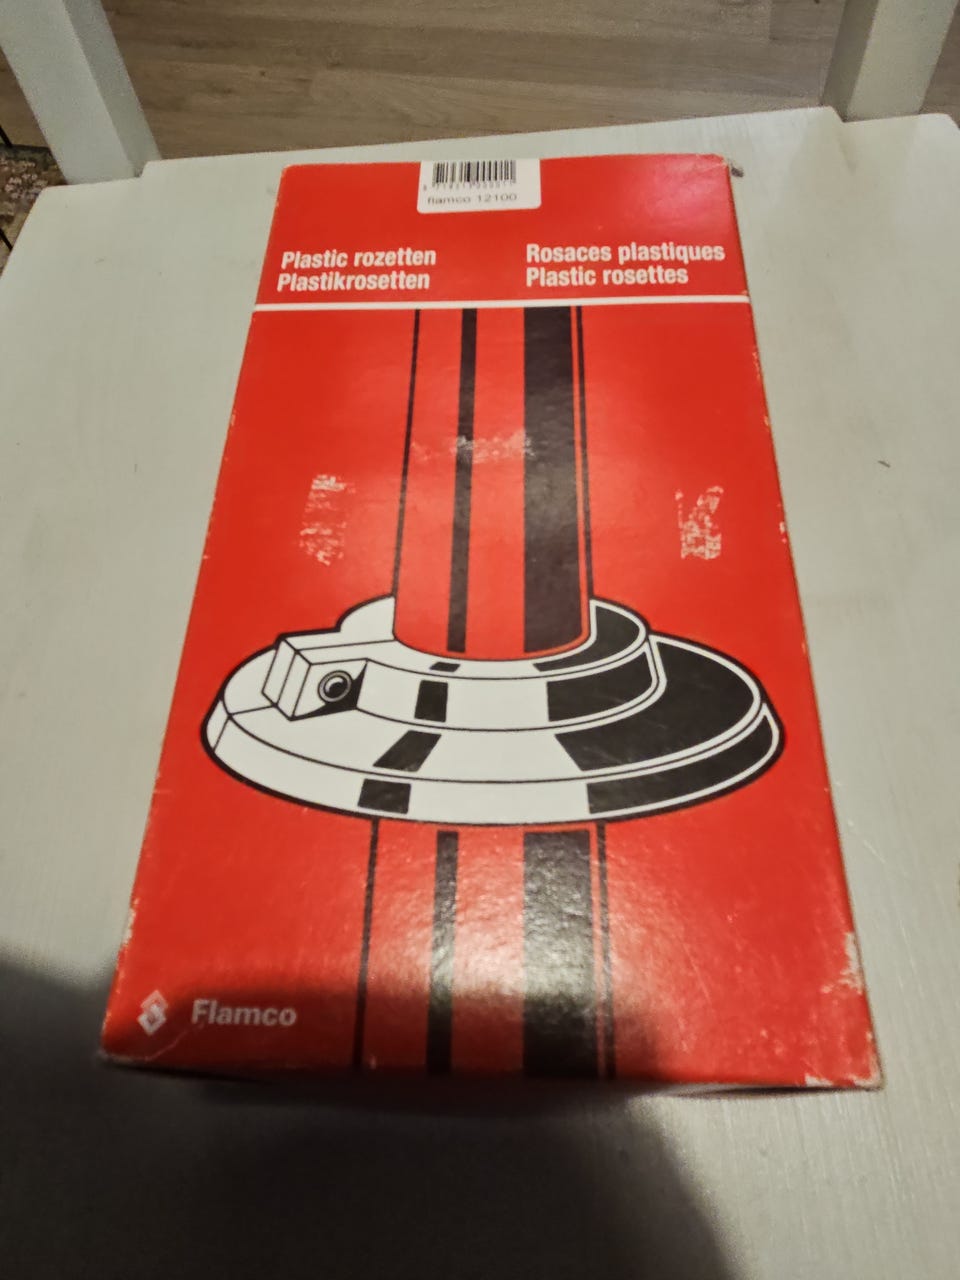 flamco 12100
Plastic rozetten
Plastikrosetten
Rosaces plastiques
Plastic rosettes
Flamco